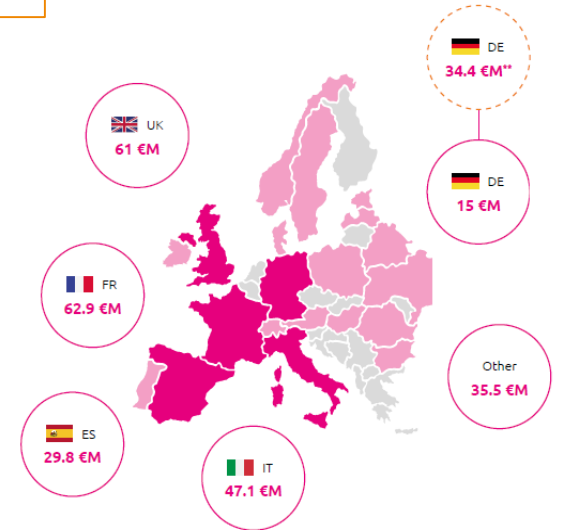 DE
34.4 €M**
UK
61 €M
DE
15 €M
FR
62.9 €M
Other
35.5 €M
ES
29.8 €M
IT
47.1 €M